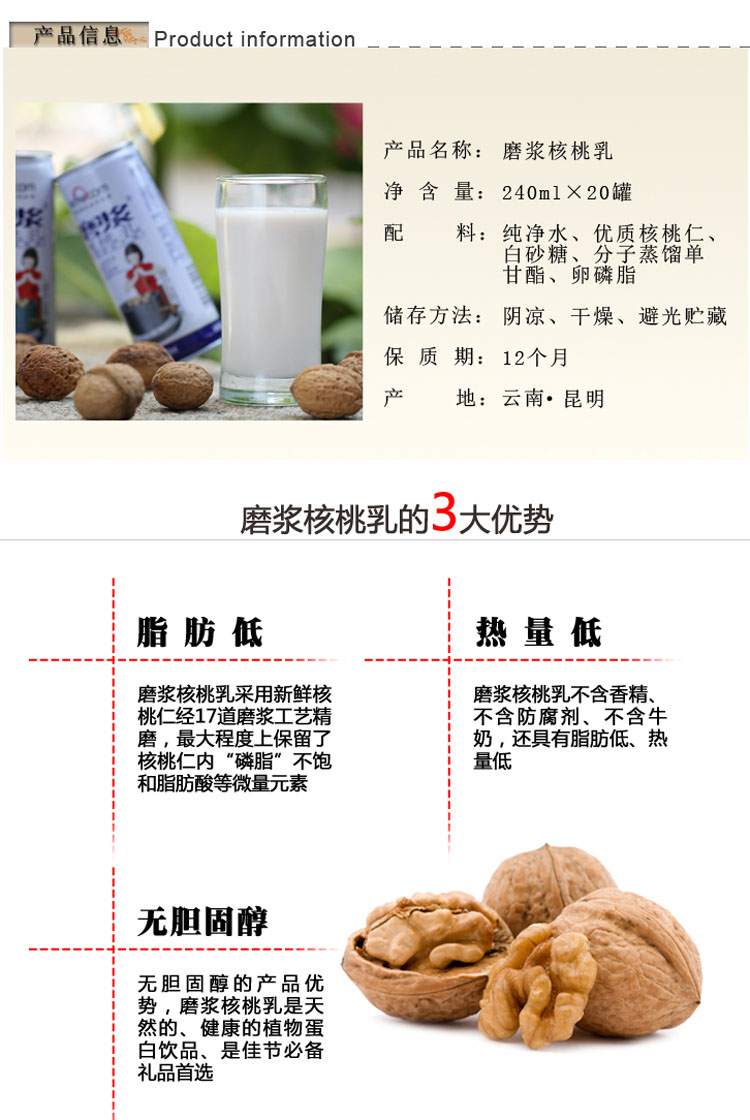 产品信息
Product information
产品名称：磨浆核桃乳
净含量：240ml×20罐
配料：纯净水、优质核桃仁、
白砂糖、分子蒸馏单
甘酯、卵磷脂
储存方法：阴凉、干燥、避光贮藏
保质期：12个月
产地：云南•昆明
磨浆核桃乳的3大优势
脂肪低
磨浆核桃乳采用新鲜核
桃仁经17道磨浆工艺精
磨，最大程度上保留了
核桃仁内“磷脂”不饱
和脂肪酸等微量元素
热量低
磨浆核桃乳不含香精、
不含防腐剂、不含牛
奶，还具有脂肪低、热
量低
无胆固醇
无胆固醇的产品优
势，磨浆核桃乳是天
然的、健康的植物蛋
白饮品、是佳节必备
礼品首选